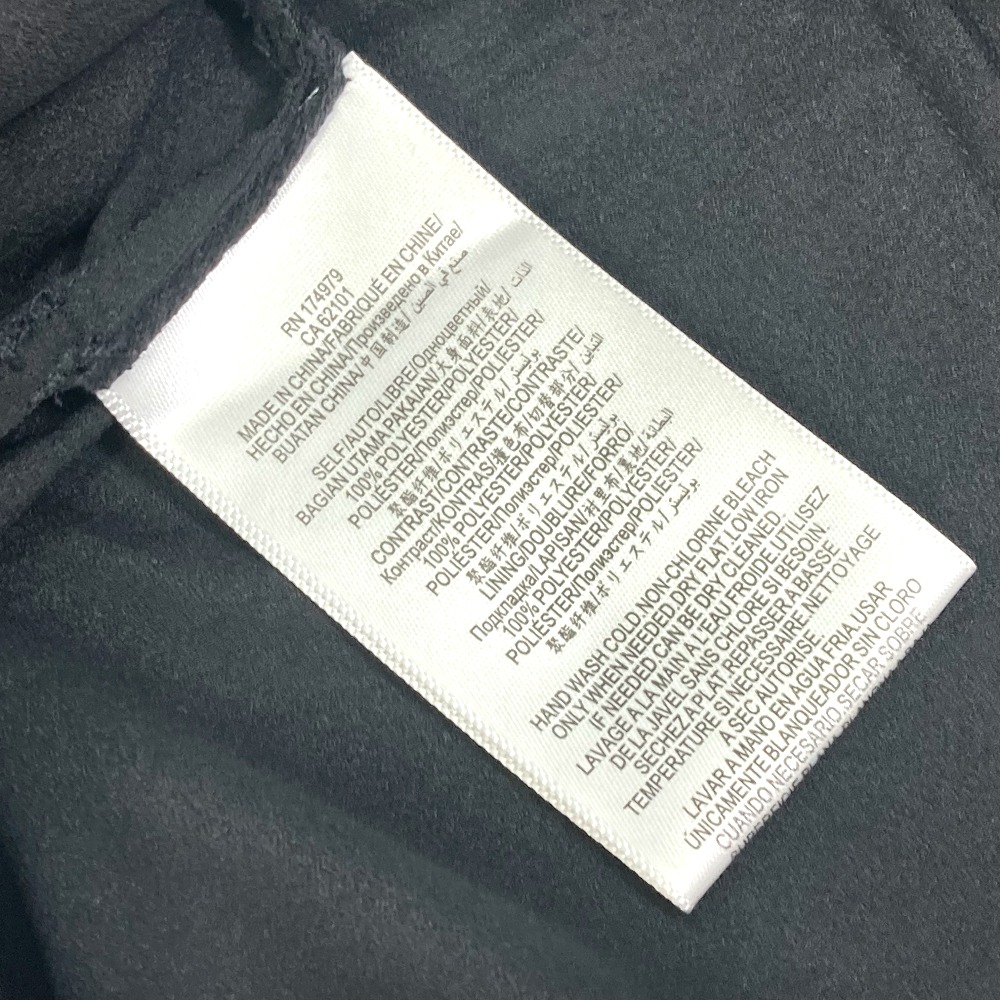 RN 174979
CA 62101
MADE IN CHINA/FABRIQUÉ EN CHINE/
HECHO EN CHINA/Произведено в Китае/
BUATAN CHINA/中国制造/صنع في الصين
SELF/AUTO/LIBRE/Одноцветный/
BAGIAN UTAMA PAKAIAN/大身面料/表地/الذات
100% POLYESTER/POLYESTER/
POLIÉSTER/Полиэстер/POLIESTER/
聚酯纤维/ポリエステル/بوليستر
CONTRAST/CONTRASTE/CONTRASTE/
Контраст/KONTRAS/撞色布/切替部分/التباين
100% POLYESTER/POLYESTER/
POLIÉSTER/Полиэстер/POLIESTER/
聚酯纤维/ポリエステル/بوليستر
LINING/DOUBLURE/FORRO/
Подкладка/LAPISAN/衬里布/裏地/البطانة
100% POLYESTER/POLYESTER/
POLIÉSTER/Полиэстер/POLIESTER/
聚酯纤维/ポリエステル/بوليستر
HAND WASH COLD NON-CHLORINE BLEACH
ONLY WHEN NEEDED DRY FLAT LOW IRON
IF NEEDED CAN BE DRY CLEANED.
LAVAGE A LA MAIN A L'EAU FROIDE UTILISEZ
DE LA JAVEL SANS CHLORE SI BESOIN.
SECHEZ A PLAT REPASSER A BASSE
TEMPERATURE SI NECESSAIRE NETTOYAGE
À SEC AUTORISE.
LAVAR A MANO EN AGUA FRIA USAR
ÚNICAMENTE BLANQUEADOR SIN CLORO
CUANDO NECESARIO SECAR SOBRE